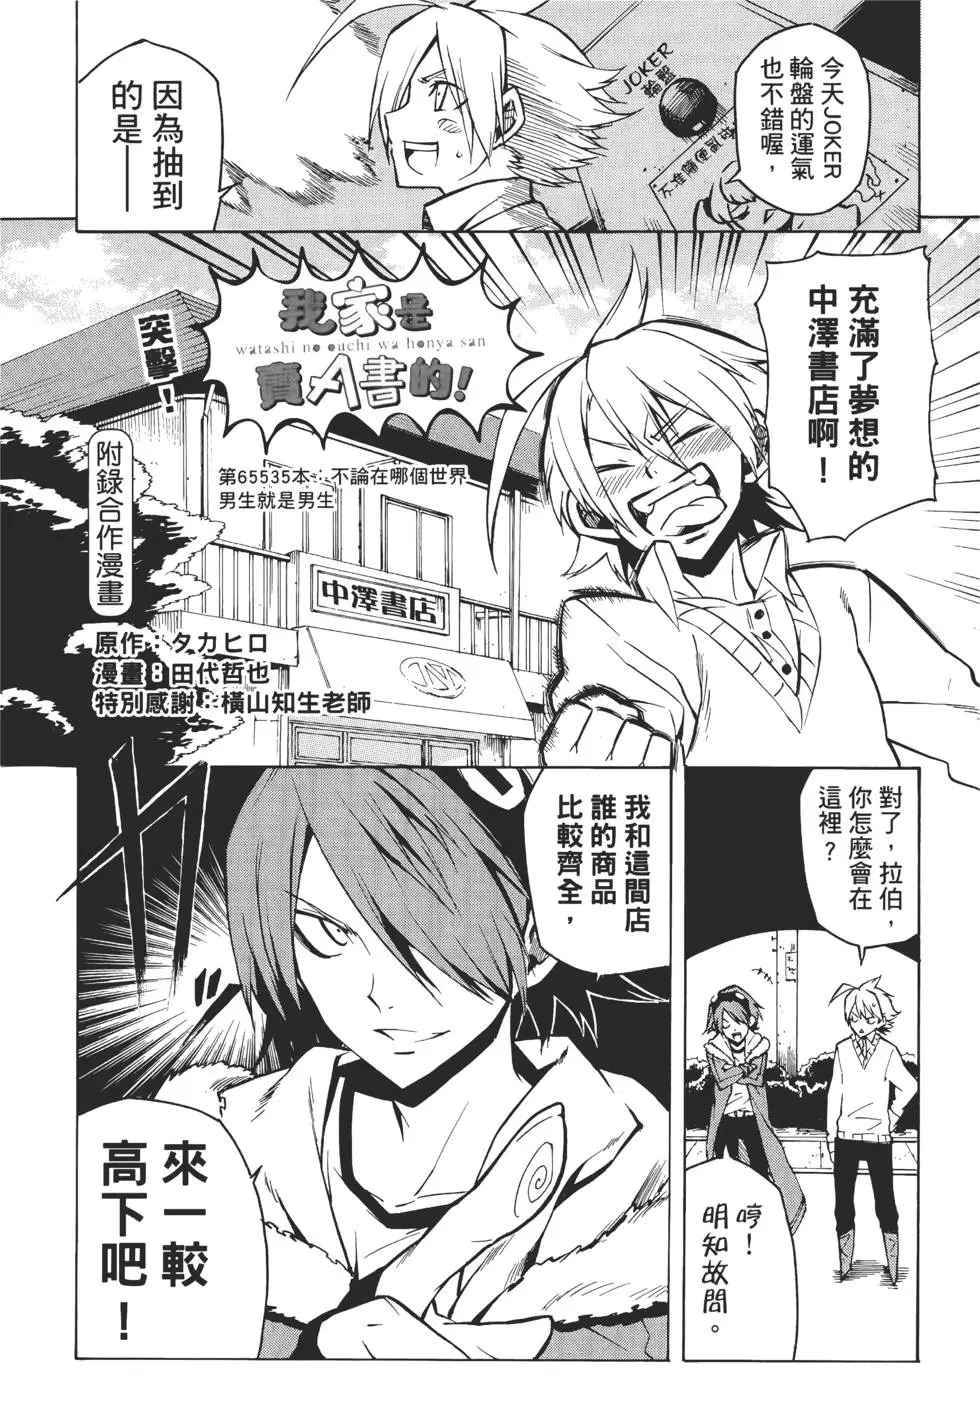 今天JOKER
輪盤的運氣
也不錯喔，
JOKER
輪盤
因為抽到
的是——
充滿了夢想的
中澤書店啊！
我家是
watashi no ouchi wa honya san
賣A書的！
突擊！
附錄合作漫畫
第65535本：不論在哪個世界
男生就是男生
中澤書店
原作：タカヒロ
漫畫：田代哲也
特別感謝：橫山知生老師
對了，拉伯，
你怎麼會在
這裡？
哼！
明知故問。
我和這間店
誰的商品
比較齊全，
來一較
高下吧！